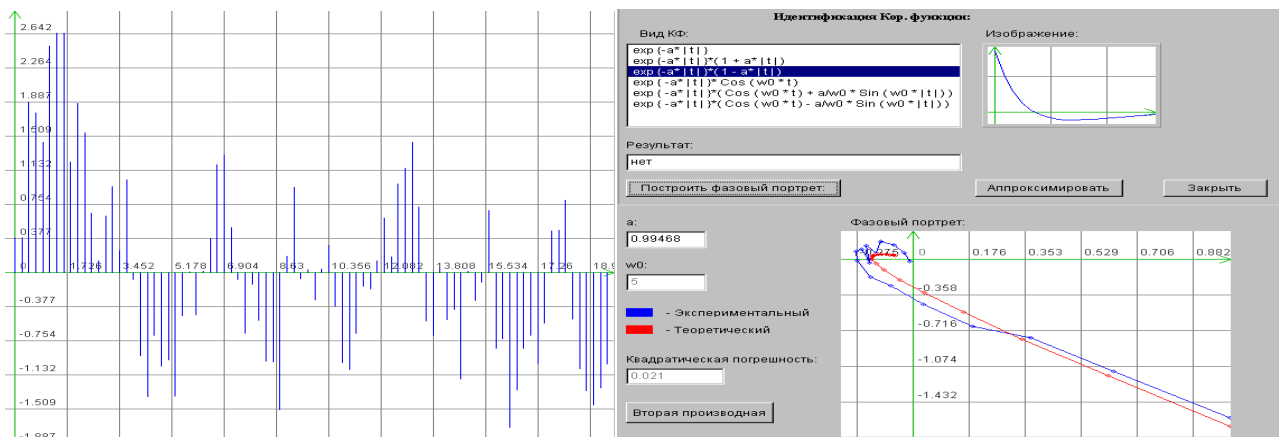 2.642
2.264
1.887
1.509
1.132
0.754
0.377
0 1.726 3.452 5.178 6.904 8.63 10.356 12.082 13.808 15.534 17.26 18.9
-0.377
-0.754
-1.132
-1.509
-1.887
Идентификация Кор. функции:
Вид КФ:
exp{-a*|t|}
exp{-a*|t|}*(1 + a*|t|)
exp{-a*|t|}*(1 - a*|t|)
exp{-a*|t|}* Cos (w0*t)
exp{-a*|t|}*(Cos (w0*t) + a/w0 * Sin (w0*|t|))
exp{-a*|t|}*(Cos (w0*t) - a/w0 * Sin (w0*|t|))
Изображение:
Результат:
нет
Построить фазовый портрет:
Аппроксимировать
Закрыть
a:
0.99468
w0:
5
- Экспериментальный
- Теоретический
Квадратическая погрешность:
0.021
Вторая производная
Фазовый портрет:
0 0.176 0.353 0.529 0.706 0.882
-0.358
-0.716
-1.074
-1.432